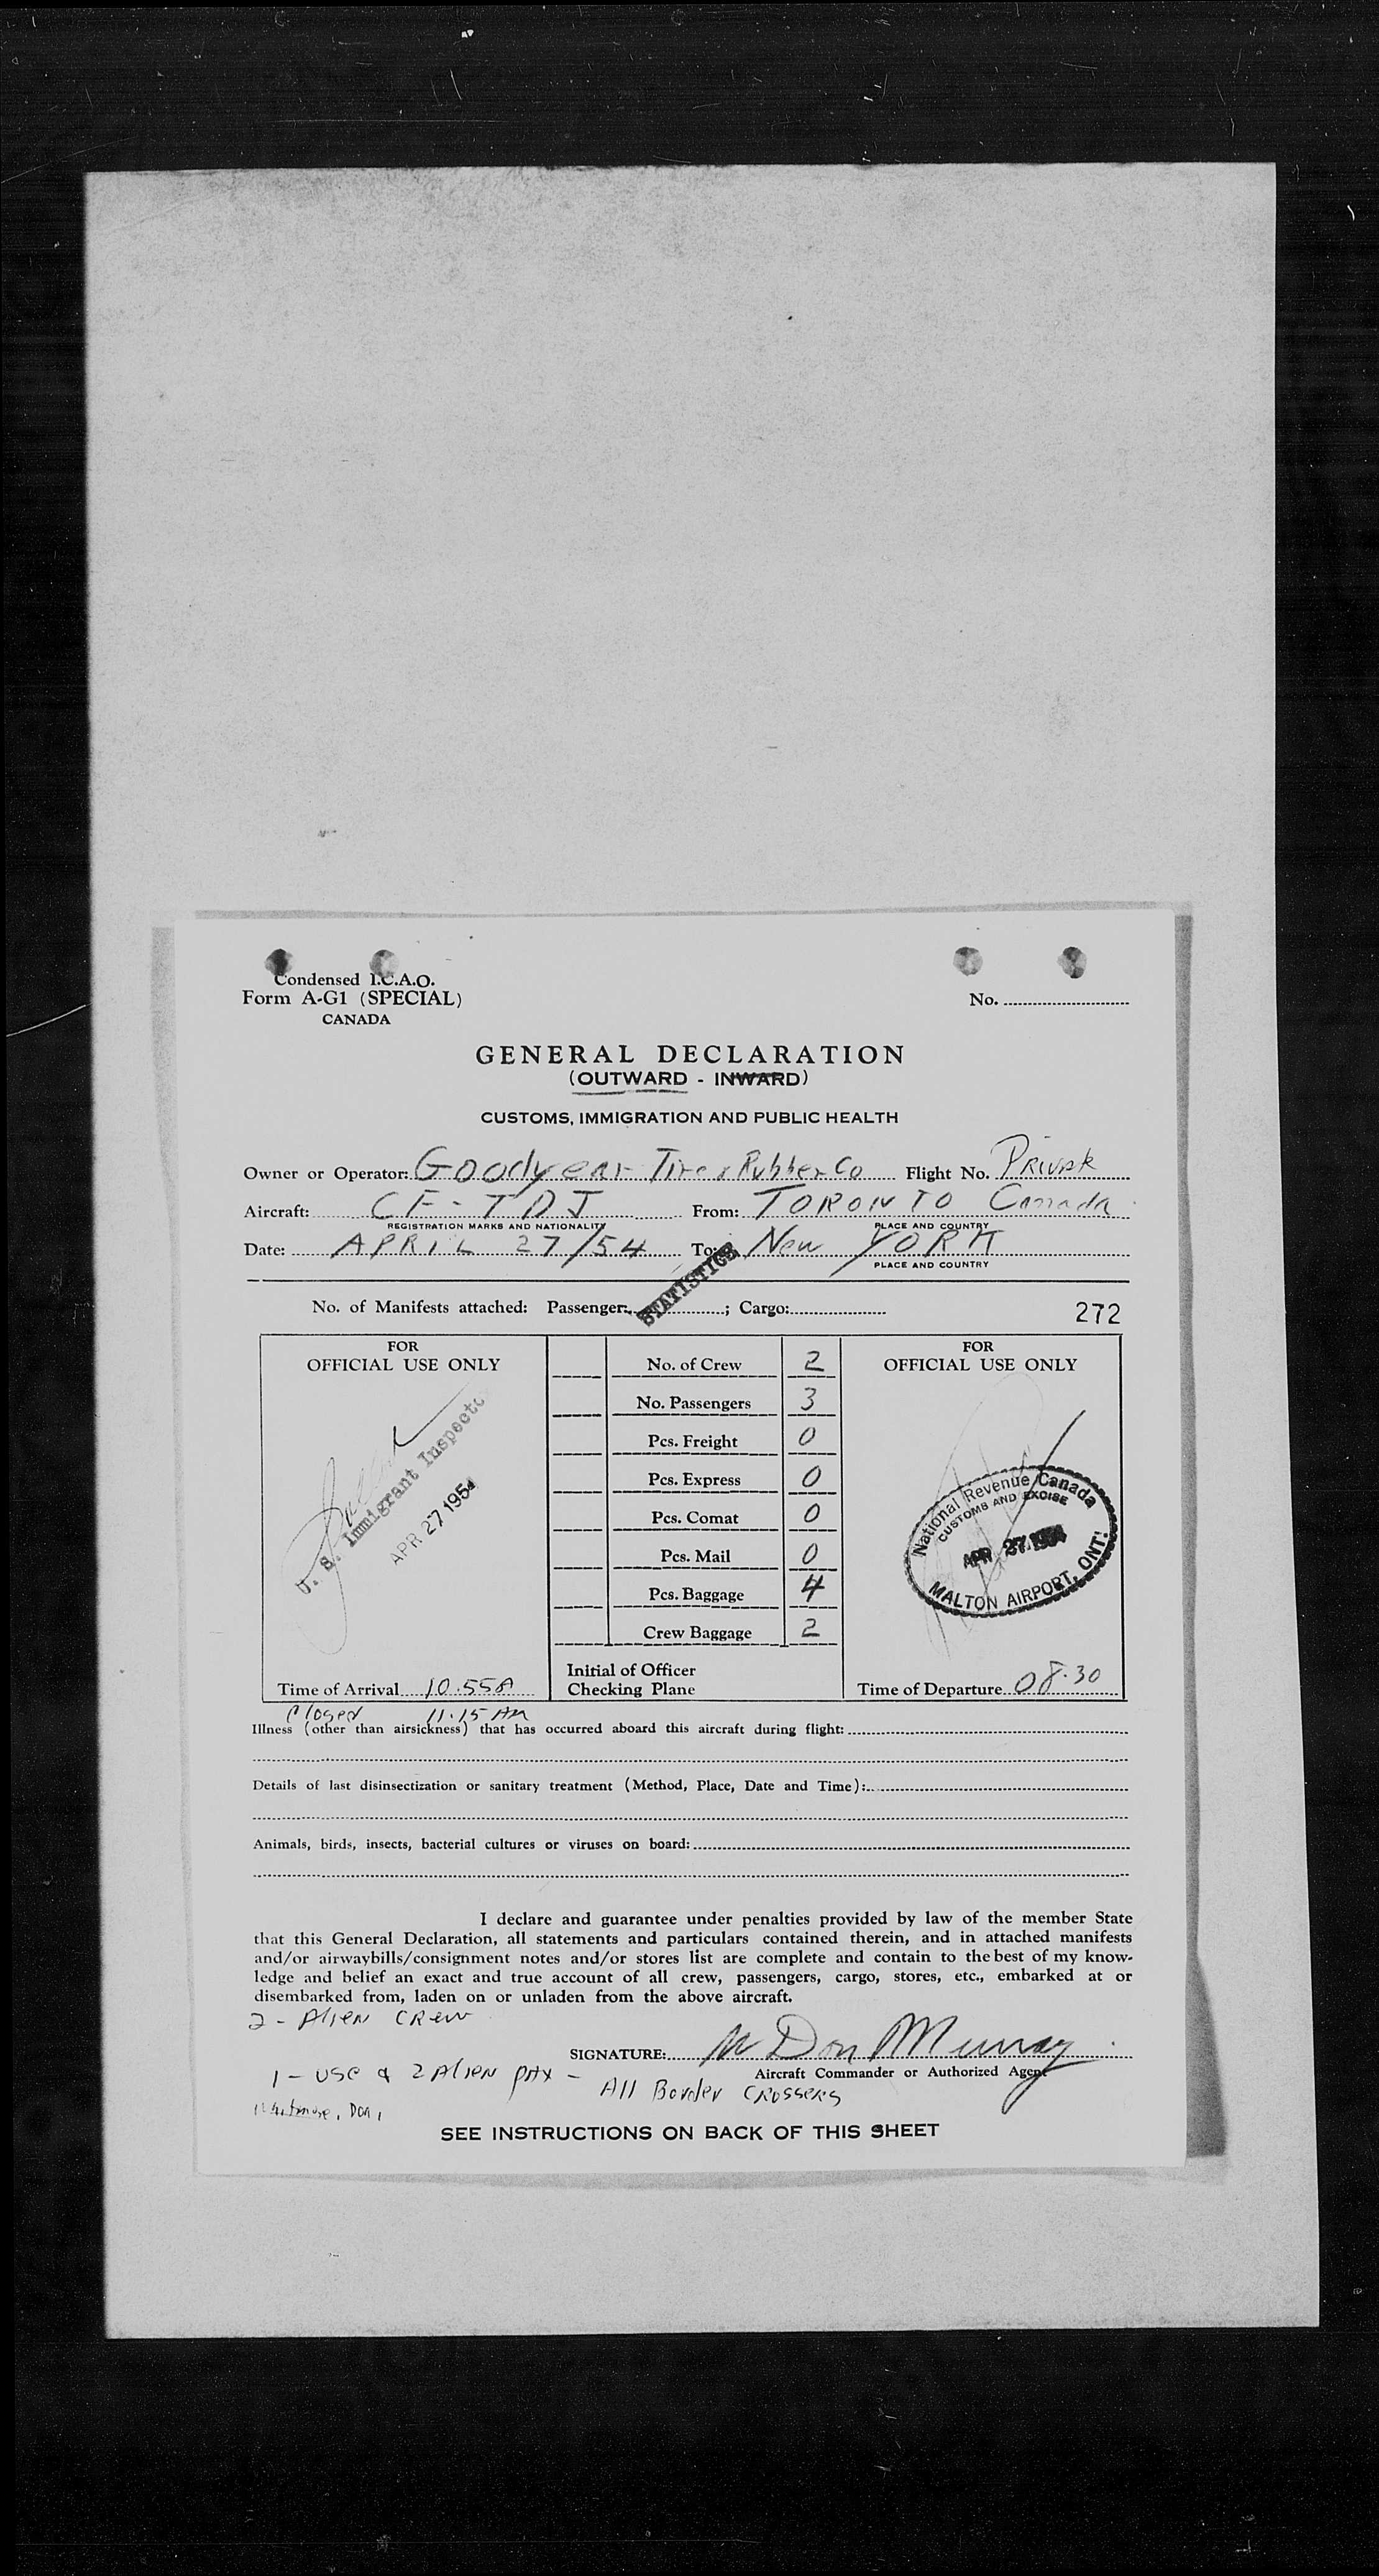 Condensed I.C.A.O.
Form A-G1 (SPECIAL)
CANADA
No.
GENERAL DECLARATION
(OUTWARD - INWARD)
CUSTOMS, IMMIGRATION AND PUBLIC HEALTH
Owner or Operator: Goodyear Tire & Rubber Co Flight No. Private
Aircraft: CF-TDJ From: TORONTO Canada
REGISTRATION MARKS AND NATIONALITY PLACE AND COUNTRY
Date: APRIL 27/54 To: New YORK
PLACE AND COUNTRY
STATISTICS
No. of Manifests attached: Passenger: ; Cargo:
272
FOR
OFFICIAL USE ONLY
U. S. Immigrant Inspector
APR 27 1954
Time of Arrival 10.55A
Closed 11.15 AM
No. of Crew 2
No. Passengers 3
Pcs. Freight 0
Pcs. Express 0
Pcs. Comat 0
Pcs. Mail 0
Pcs. Baggage 4
Crew Baggage 2
Initial of Officer
Checking Plane
FOR
OFFICIAL USE ONLY
National Revenue Canada
CUSTOMS AND EXCISE
APR 27 1954
MALTON AIRPORT, ONT.
Time of Departure 08.30
Illness (other than airsickness) that has occurred aboard this aircraft during flight:
Details of last disinsectization or sanitary treatment (Method, Place, Date and Time):
Animals, birds, insects, bacterial cultures or viruses on board:
I declare and guarantee under penalties provided by law of the member State
that this General Declaration, all statements and particulars contained therein, and in attached manifests
and/or airwaybills/consignment notes and/or stores list are complete and contain to the best of my know-
ledge and belief an exact and true account of all crew, passengers, cargo, stores, etc., embarked at or
disembarked from, laden on or unladen from the above aircraft.
2 - Alien Crew
SIGNATURE: W Don Murray
Aircraft Commander or Authorized Agent
1 - USC & 2 Alien pax -
All Border Crossers
Don,
SEE INSTRUCTIONS ON BACK OF THIS SHEET